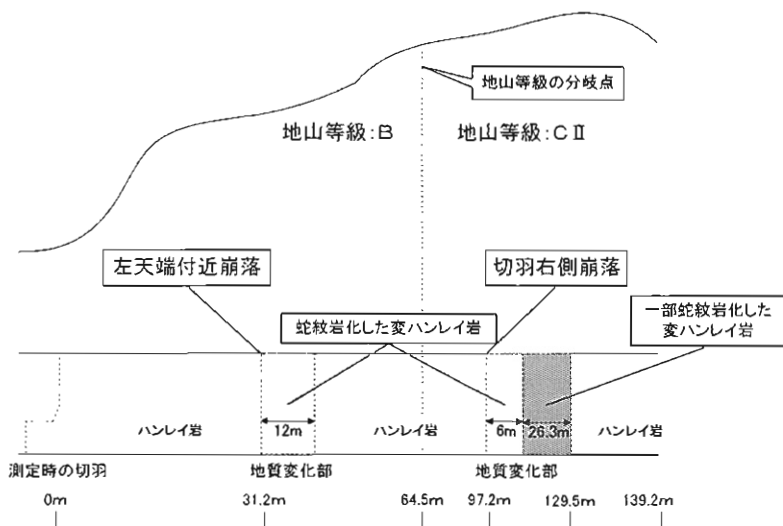 地山等級の分岐点
地山等級:B
地山等級:CⅡ
左天端付近崩落
切羽右側崩落
蛇紋岩化した変ハンレイ岩
一部蛇紋岩化した
変ハンレイ岩
ハンレイ岩
12m
ハンレイ岩
6m
26.3m
ハンレイ岩
測定時の切羽
地質変化部
地質変化部
0m
31.2m
64.5m
97.2m
129.5m
139.2m